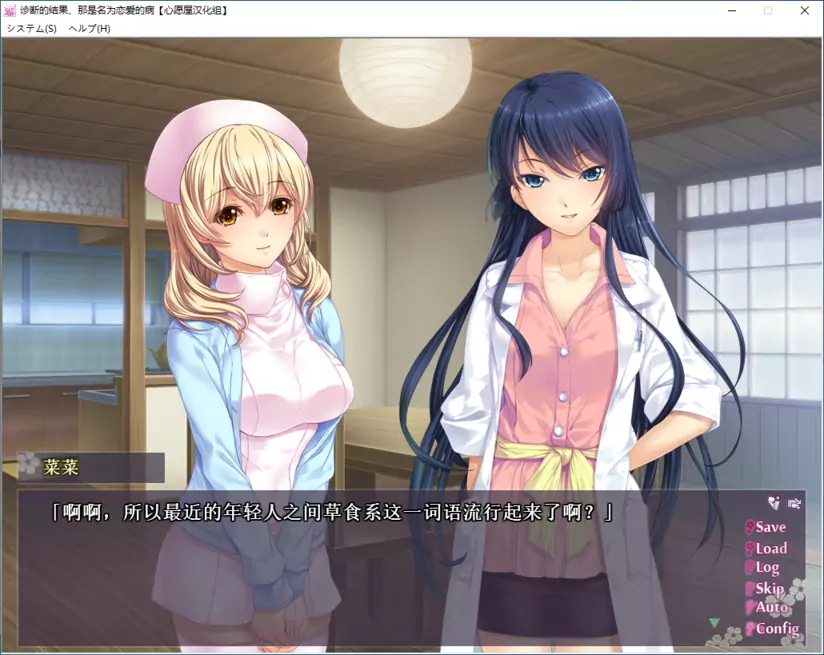 诊断的结果、那是名为恋爱的病【心愿屋汉化组】
システム(S) ヘルプ(H)
菜菜
「啊啊，所以最近的年轻人之间草食系这一词语流行起来了啊？」
Save
Load
Log
Skip
Auto
Config